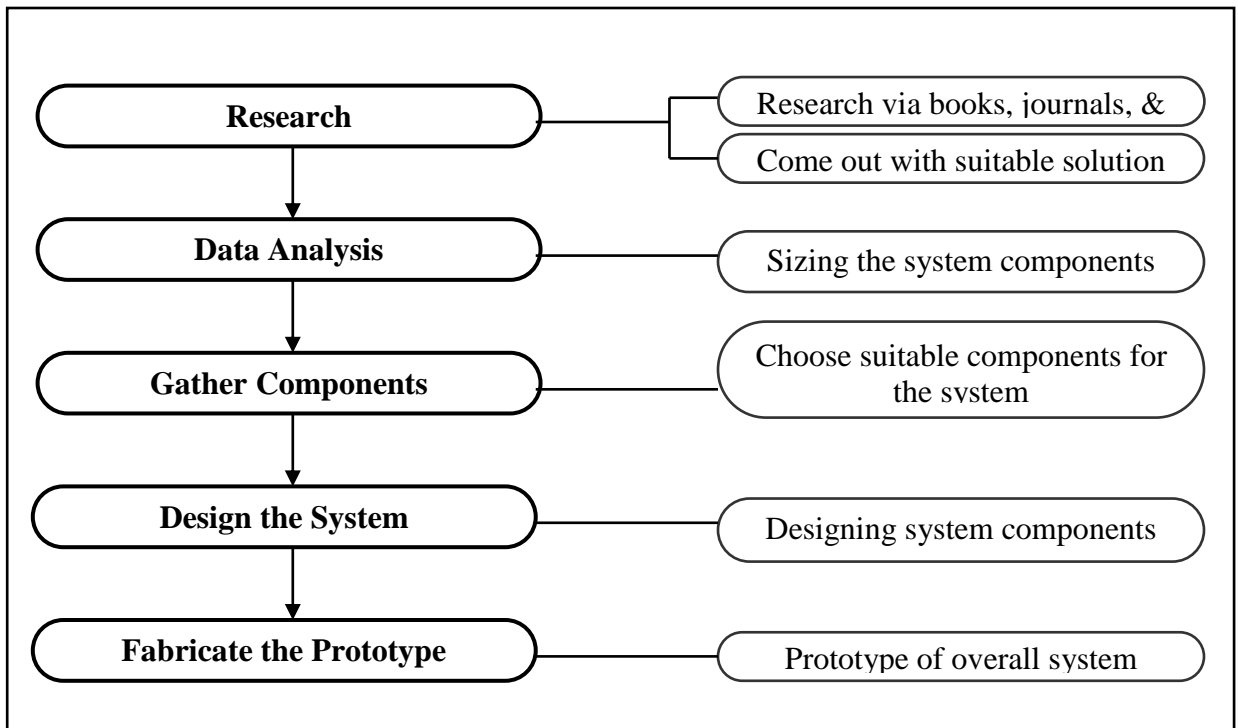 Research
Research via books, journals, &
Come out with suitable solution
Data Analysis
Sizing the system components
Gather Components
Choose suitable components for
the system
Design the System
Designing system components
Fabricate the Prototype
Prototype of overall system